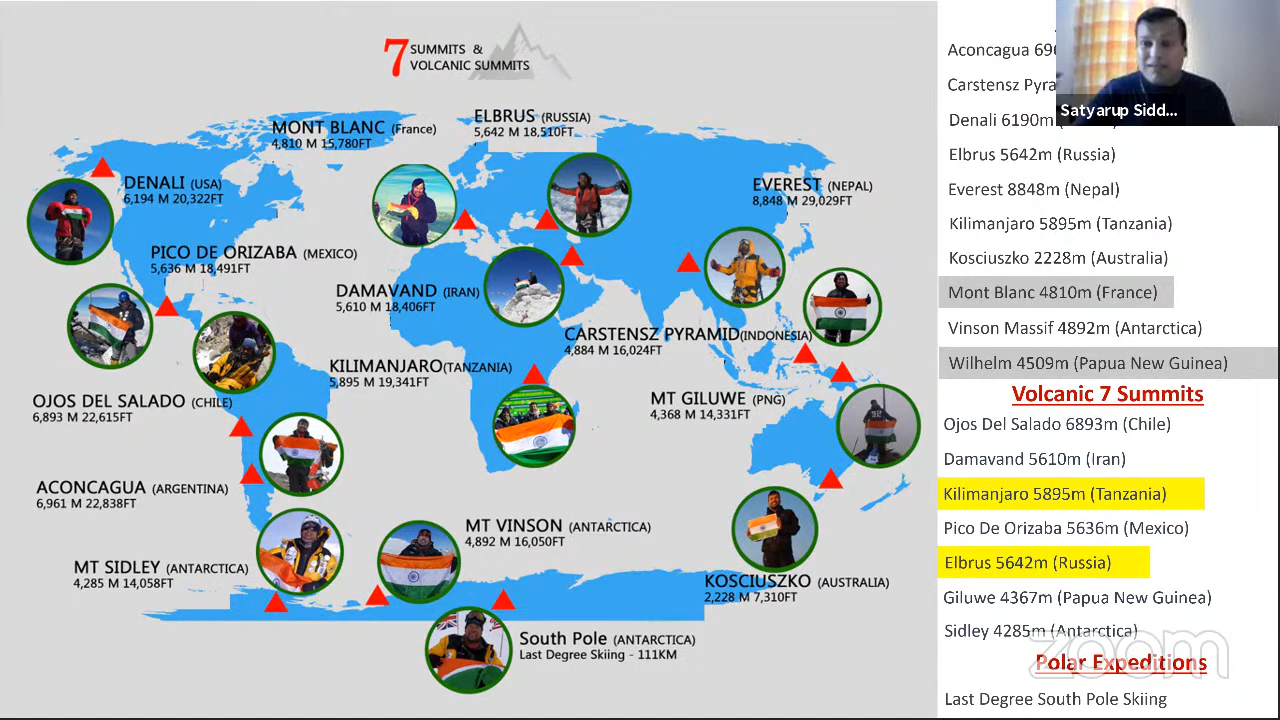 7 SUMMITS &
VOLCANIC SUMMITS
MONT BLANC (France)
4,810 M 15,780FT
ELBRUS (RUSSIA)
5,642 M 18,510FT
DENALI (USA)
6,194 M 20,322FT
EVEREST (NEPAL)
8,848 M 29,029FT
PICO DE ORIZABA (MEXICO)
5,636 M 18,491FT
DAMAVAND (IRAN)
5,610 M 18,406FT
CARSTENSZ PYRAMID(INDONESIA)
4,884 M 16,024FT
KILIMANJARO(TANZANIA)
5,895 M 19,341FT
OJOS DEL SALADO (CHILE)
6,893 M 22,615FT
MT GILUWE (PNG)
4,368 M 14,331FT
ACONCAGUA (ARGENTINA)
6,961 M 22,838FT
MT VINSON (ANTARCTICA)
4,892 M 16,050FT
MT SIDLEY (ANTARCTICA)
4,285 M 14,058FT
KOSCIUSZKO (AUSTRALIA)
2,228 M 7,310FT
South Pole (ANTARCTICA)
Last Degree Skiing - 111KM
Satyarup Sidd...
Aconcagua
Carstensz
Denali 6190m
Elbrus 5642m (Russia)
Everest 8848m (Nepal)
Kilimanjaro 5895m (Tanzania)
Kosciuszko 2228m (Australia)
Mont Blanc 4810m (France)
Vinson Massif 4892m (Antarctica)
Wilhelm 4509m (Papua New Guinea)
Volcanic 7 Summits
Ojos Del Salado 6893m (Chile)
Damavand 5610m (Iran)
Kilimanjaro 5895m (Tanzania)
Pico De Orizaba 5636m (Mexico)
Elbrus 5642m (Russia)
Giluwe 4367m (Papua New Guinea)
Sidley 4285m (Antarctica)
zoom
Polar Expeditions
Last Degree South Pole Skiing